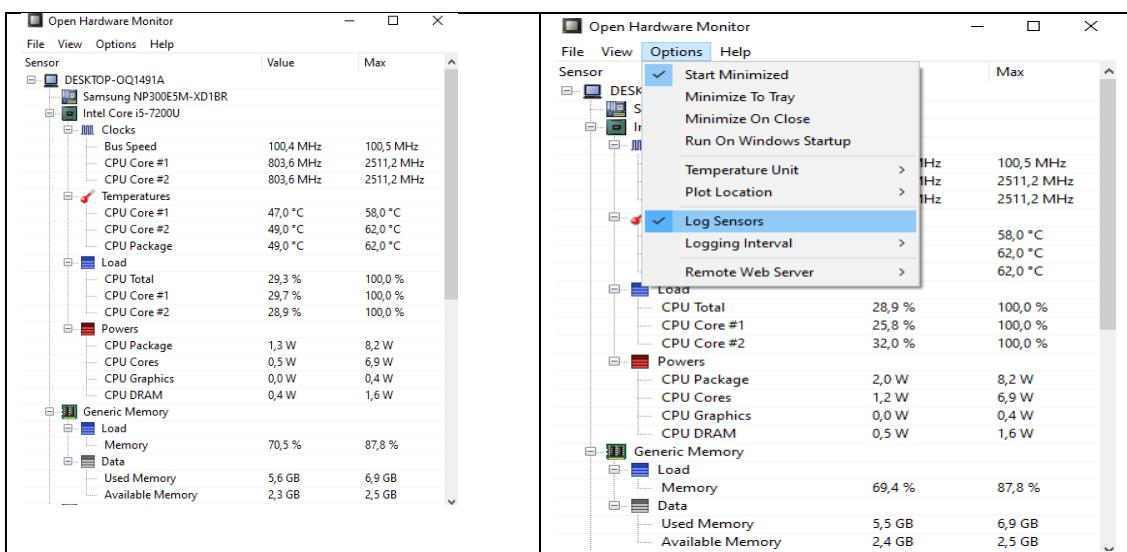 Open Hardware Monitor
File View Options Help
Sensor Value Max
DESKTOP-OQ1491A
Samsung NP300E5M-XD1BR
Intel Core i5-7200U
Clocks
Bus Speed 100,4 MHz 100,5 MHz
CPU Core #1 803,6 MHz 2511,2 MHz
CPU Core #2 803,6 MHz 2511,2 MHz
Temperatures
CPU Core #1 47,0 °C 58,0 °C
CPU Core #2 49,0 °C 62,0 °C
CPU Package 49,0 °C 62,0 °C
Load
CPU Total 29,3 % 100,0 %
CPU Core #1 29,7 % 100,0 %
CPU Core #2 28,9 % 100,0 %
Powers
CPU Package 1,3 W 8,2 W
CPU Cores 0,5 W 6,9 W
CPU Graphics 0,0 W 0,4 W
CPU DRAM 0,4 W 1,6 W
Generic Memory
Load
Memory 70,5 % 87,8 %
Data
Used Memory 5,6 GB 6,9 GB
Available Memory 2,3 GB 2,5 GB
Open Hardware Monitor
File View Options Help
Sensor Max
DESK
S
Start Minimized
Minimize To Tray
Minimize On Close
Run On Windows Startup
Temperature Unit
Plot Location
Log Sensors
Logging Interval
Remote Web Server
Hz 100,5 MHz
Hz 2511,2 MHz
Hz 2511,2 MHz
58,0 °C
62,0 °C
62,0 °C
Load
CPU Total 28,9 % 100,0 %
CPU Core #1 25,8 % 100,0 %
CPU Core #2 32,0 % 100,0 %
Powers
CPU Package 2,0 W 8,2 W
CPU Cores 1,2 W 6,9 W
CPU Graphics 0,0 W 0,4 W
CPU DRAM 0,5 W 1,6 W
Generic Memory
Load
Memory 69,4 % 87,8 %
Data
Used Memory 5,5 GB 6,9 GB
Available Memory 2,4 GB 2,5 GB